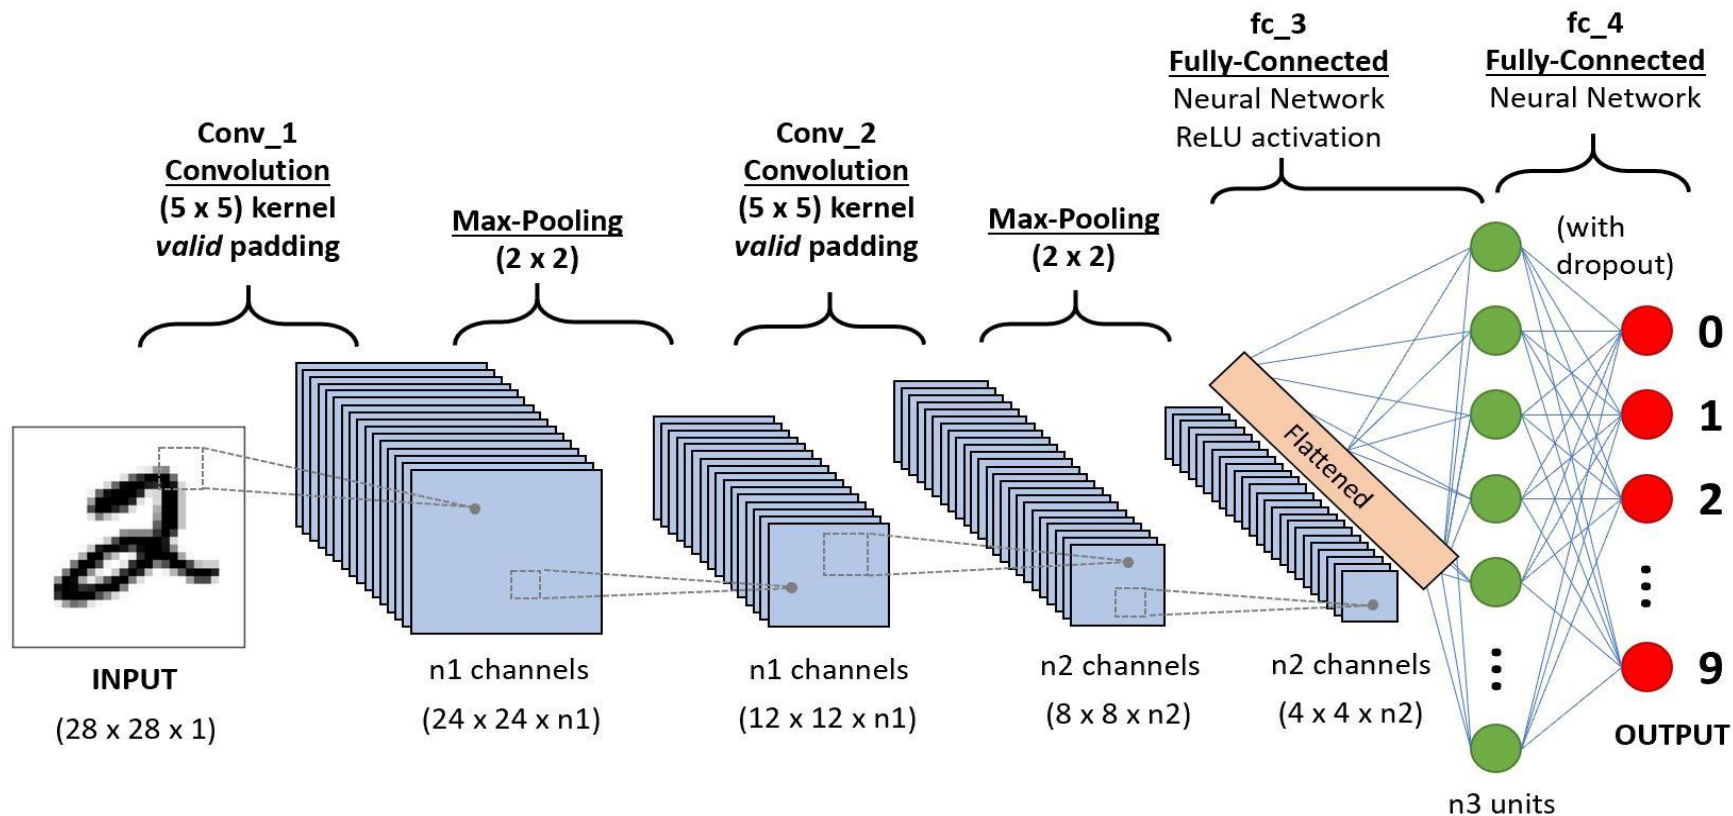 Conv_1
Convolution
(5 x 5) kernel
valid padding
Max-Pooling
(2 x 2)
Conv_2
Convolution
(5 x 5) kernel
valid padding
Max-Pooling
(2 x 2)
fc_3
Fully-Connected
Neural Network
ReLU activation
fc_4
Fully-Connected
Neural Network
(with
dropout)
Flattened
0
1
2
9
OUTPUT
INPUT
(28 x 28 x 1)
n1 channels
(24 x 24 x n1)
n1 channels
(12 x 12 x n1)
n2 channels
(8 x 8 x n2)
n2 channels
(4 x 4 x n2)
n3 units
2